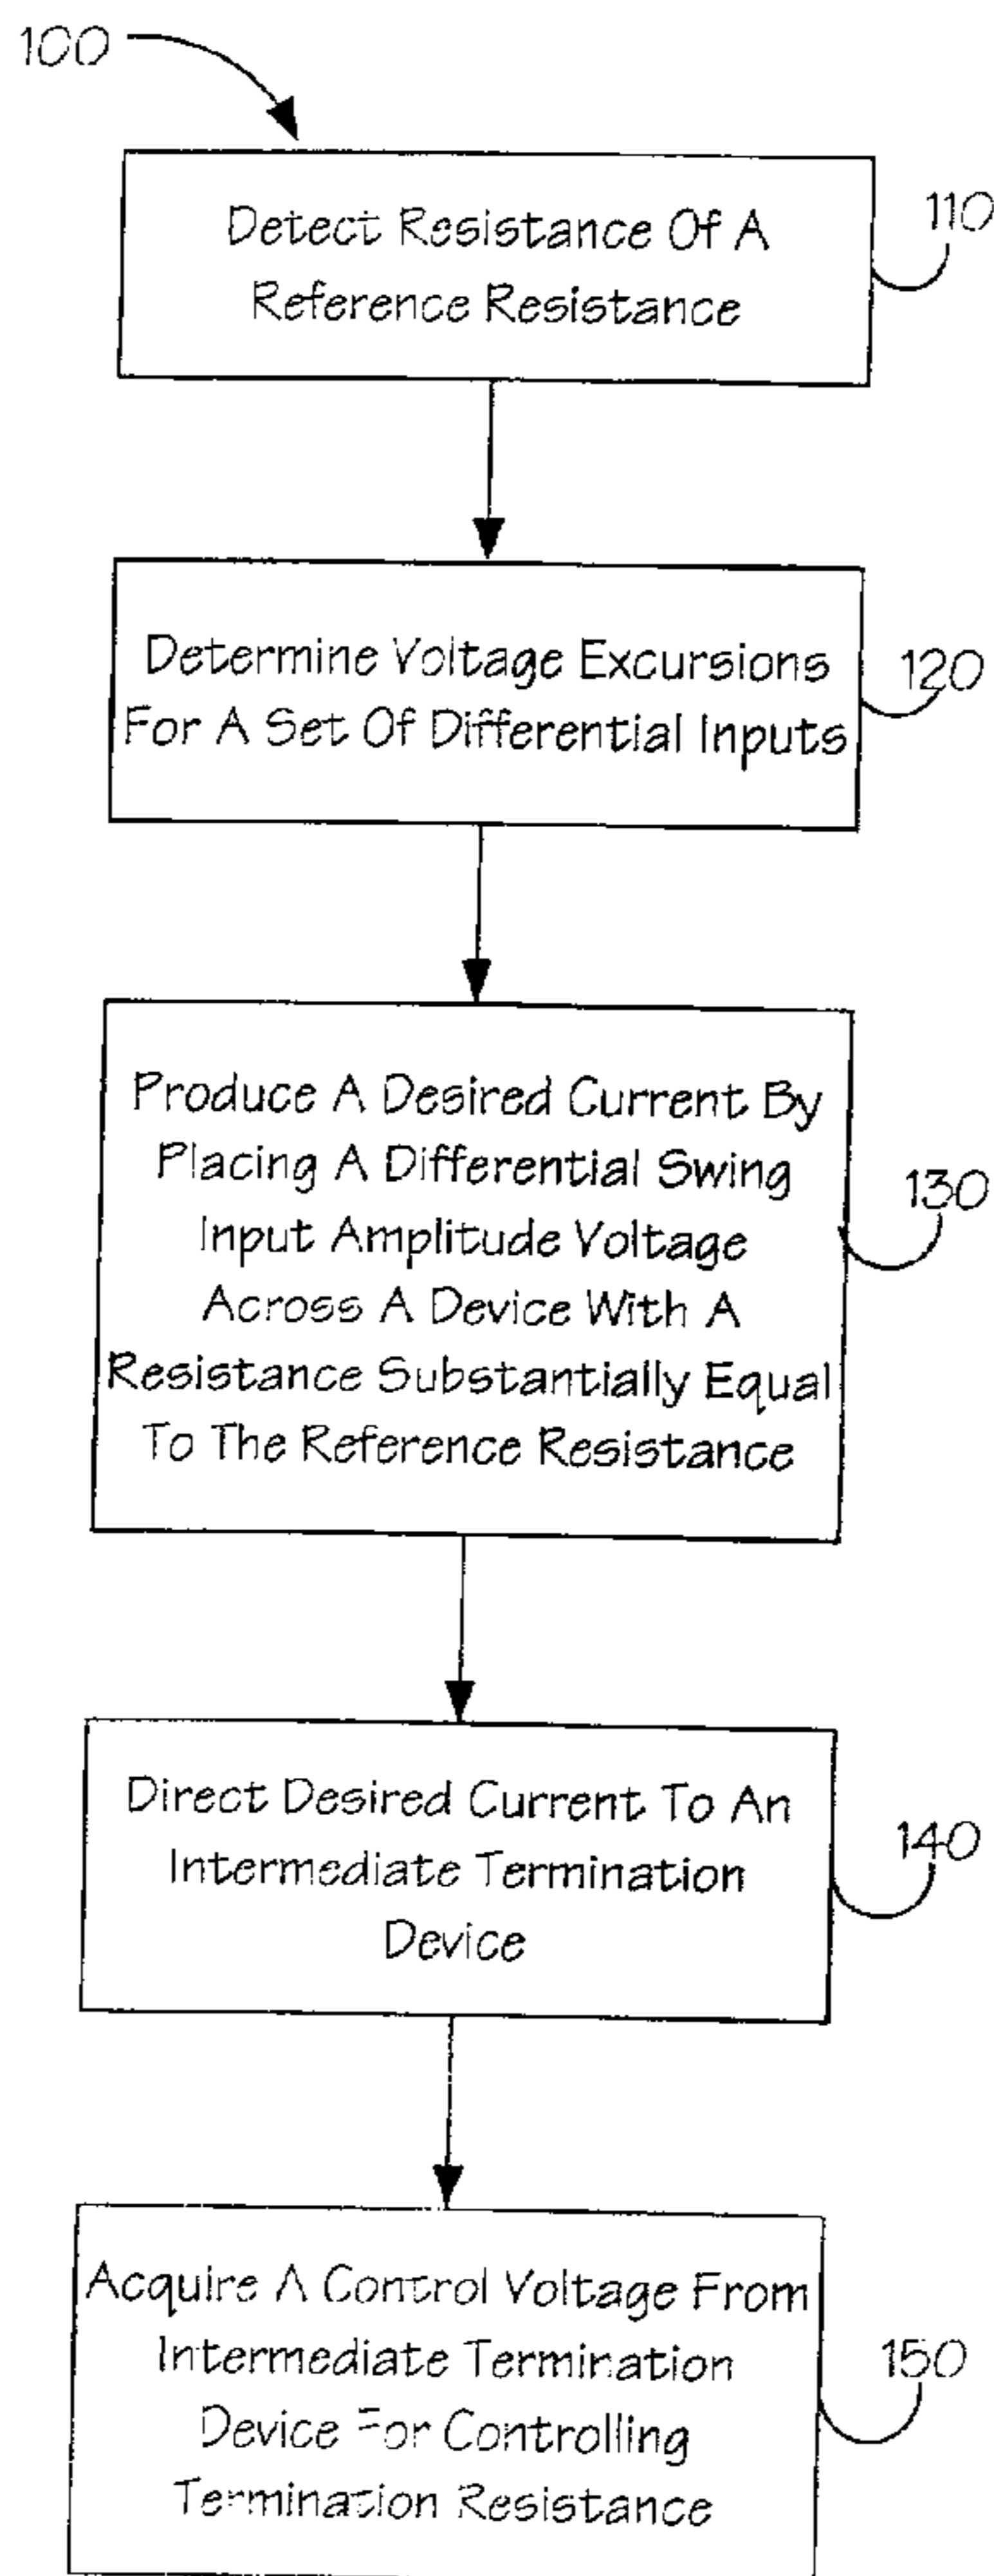 100
Detect Resistance Of A
Reference Resistance
110
Determine Voltage Excursions
For A Set Of Differential Inputs
120
Produce A Desired Current By
Placing A Differential Swing
Input Amplitude Voltage
Across A Device With A
Resistance Substantially Equal
To The Reference Resistance
130
Direct Desired Current To An
Intermediate Termination
Device
140
Acquire A Control Voltage From
Intermediate Termination
Device For Controlling
Termination Resistance
150